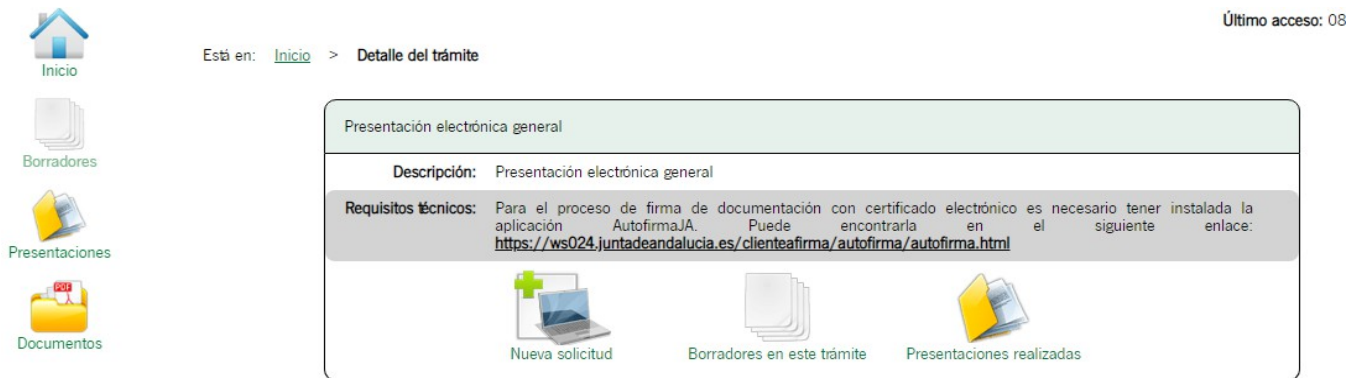 Último acceso: 08
Inicio
Está en: Inicio > Detalle del trámite
Borradores
Presentaciones
PDF
Documentos
Presentación electrónica general
Descripción: Presentación electrónica general
Requisitos técnicos: Para el proceso de firma de documentación con certificado electrónico es necesario tener instalada la
aplicación AutofirmaJA. Puede encontrarla en el siguiente enlace:
https://ws024.juntadeandalucia.es/clienteafirma/autofirma/autofirma.html
Nueva solicitud
Borradores en este trámite
Presentaciones realizadas